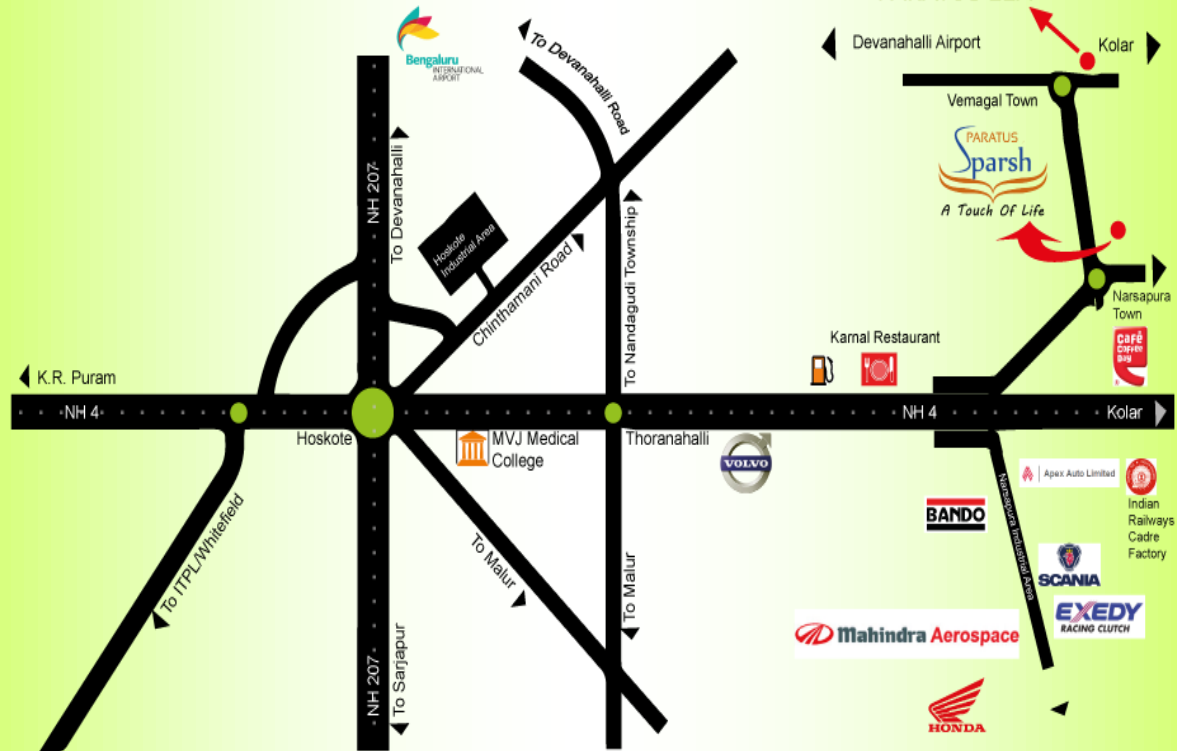 Bengaluru
INTERNATIONAL
AIRPORT
To Devanahalli Road
Devanahalli Airport
Kolar
Vemagal Town
PARATUS
Sparsh
A Touch Of Life
NH 207
To Devanahalli
Hoskote
Industrial Area
Chinthamani Road
To Nandagudi Township
Narsapura
Town
Karnal Restaurant
Café
Coffee
Day
K.R. Puram
NH 4
NH 4
Kolar
Hoskote
MVJ Medical
College
Thoranahalli
VOLVO
Apex Auto Limited
Indian
Railways
Cadre
Factory
Narsapura Industrial Area
BANDO
SCANIA
EXEDY
RACING CLUTCH
To ITPL/Whitefield
To Malur
To Malur
Mahindra Aerospace
NH 207
To Sarjapur
HONDA